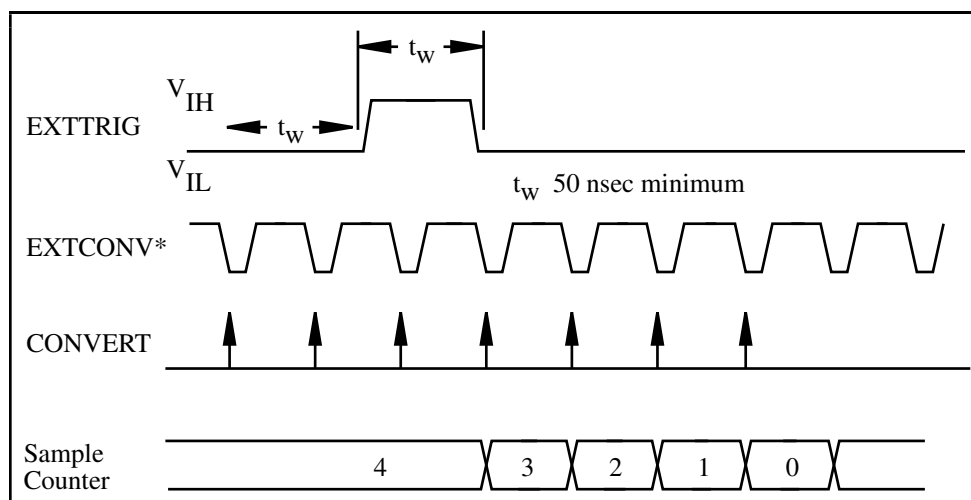 t_w
V_IH
EXTTRIG
t_w
V_IL
t_w 50 nsec minimum
EXTCONV*
CONVERT
Sample
Counter
4 3 2 1 0